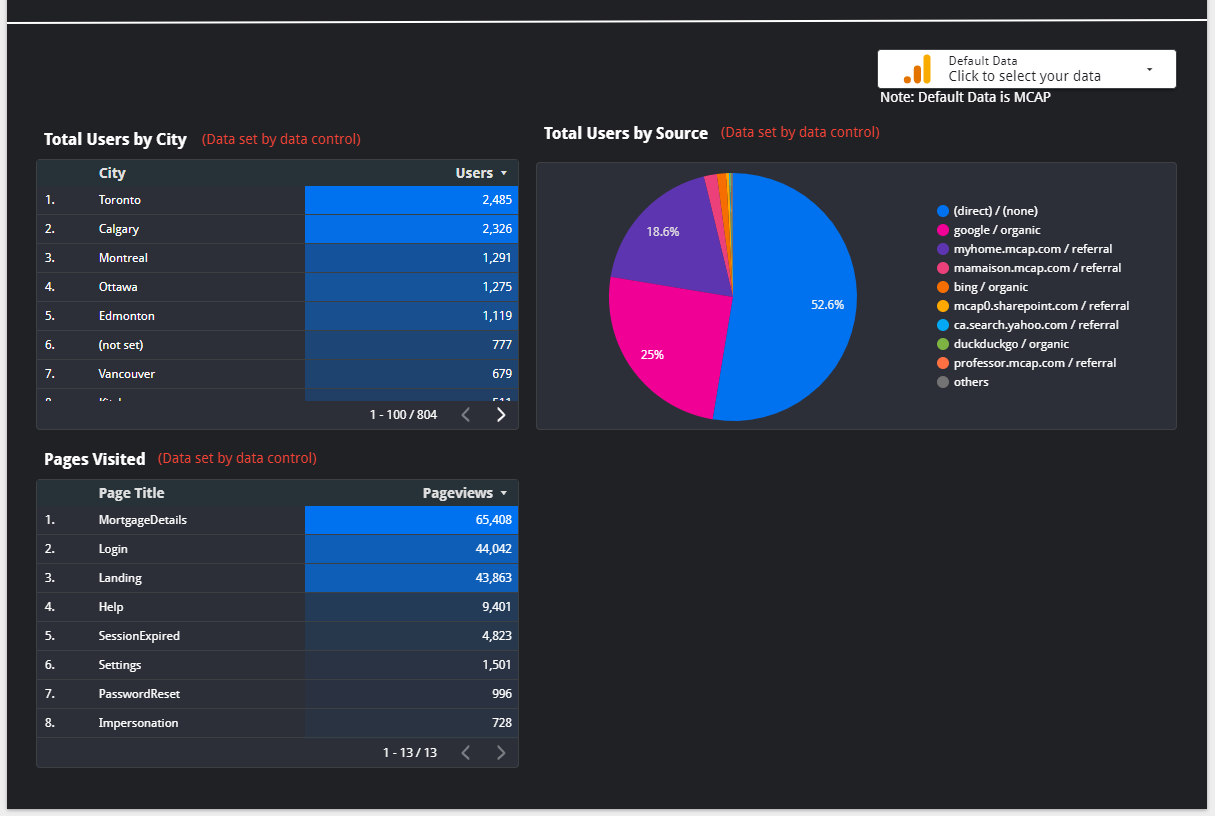 Default Data
Click to select your data
Note: Default Data is MCAP
Total Users by City (Data set by data control)
City Users
1. Toronto 2,485
2. Calgary 2,326
3. Montreal 1,291
4. Ottawa 1,275
5. Edmonton 1,119
6. (not set) 777
7. Vancouver 679
1 - 100 / 804
Total Users by Source (Data set by data control)
18.6%
52.6%
25%
(direct) / (none)
google / organic
myhome.mcap.com / referral
mamaison.mcap.com / referral
bing / organic
mcap0.sharepoint.com / referral
ca.search.yahoo.com / referral
duckduckgo / organic
professor.mcap.com / referral
others
Pages Visited (Data set by data control)
Page Title Pageviews
1. MortgageDetails 65,408
2. Login 44,042
3. Landing 43,863
4. Help 9,401
5. SessionExpired 4,823
6. Settings 1,501
7. PasswordReset 996
8. Impersonation 728
1 - 13 / 13